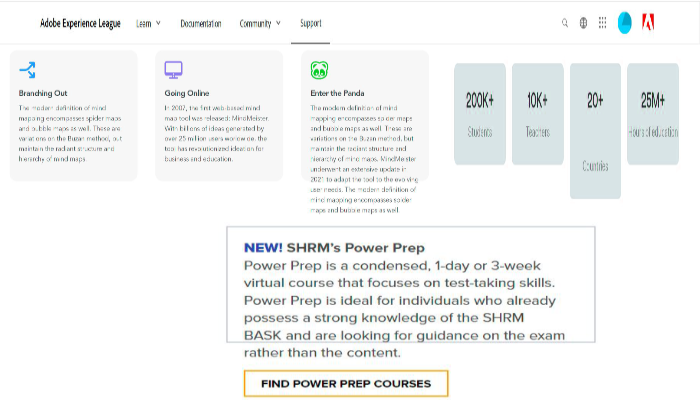 Adobe Experience League Learn Documentation Community Support
Branching Out
The modern definition of mind
mapping encompasses spider maps
and bubble maps as well. These are
variations on the Buzan method, but
maintain the radiant structure and
hierarchy of mind maps
Going Online
In 2007, the first web-based mind
map tool was released: MindMeister.
With billions of ideas generated by
over 25 million users worldwide, the
tool has revolutionized ideation for
business and education.
Enter the Panda
The modern definition of mind
mapping encompasses spider maps
and bubble maps as well. These are
variations on the Buzan method, but
maintain the radiant structure and
hierarchy of mind maps. MindMeister
underwent an extensive update in
2021 to adapt the tool to the evolving
user needs. The modern definition of
mind mapping encompasses spider
maps and bubble maps as well
200K+
Students
10K+
Teachers
20+
Countries
25M+
Hours of education
NEW! SHRM's Power Prep
Power Prep is a condensed, 1-day or 3-week
virtual course that focuses on test-taking skills.
Power Prep is ideal for individuals who already
possess a strong knowledge of the SHRM
BASK and are looking for guidance on the exam
rather than the content.
FIND POWER PREP COURSES